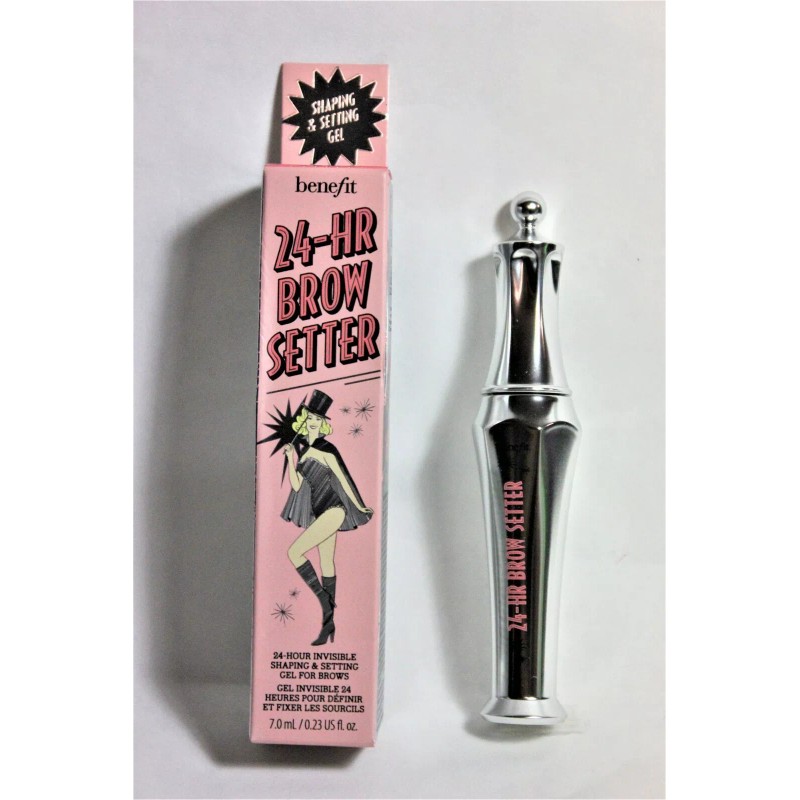 SHAPING
& SETTING
GEL
benefit
24-HR
BROW
SETTER
24-HOUR INVISIBLE
SHAPING & SETTING
GEL FOR BROWS
GEL INVISIBLE 24
HEURES POUR DÉFINIR
ET FIXER LES SOURCILS
7.0 mL / 0.23 US fl. oz.
24-HR BROW SETTER